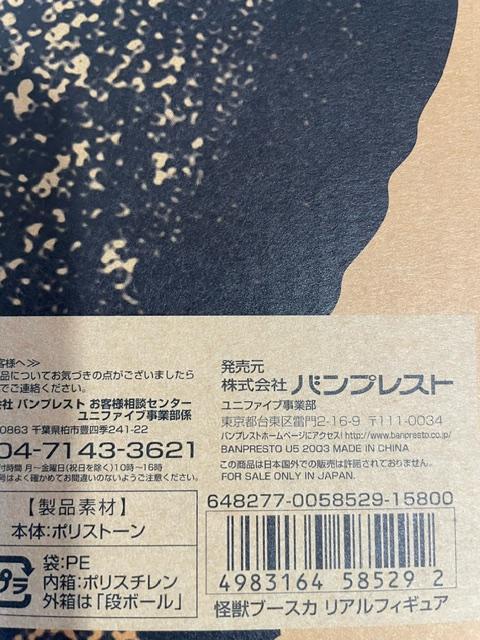 客様へ≫
品についてお気づきの点がございましたら
でご連絡ください。
会社 バンプレスト お客様相談センター
ユニファイブ事業部係
0863 千葉県柏市豊四季241-22
04-7143-3621
付時間 月〜金曜日(祝日を除く)10時〜16時
号はよく確かめてお間違いのないようご注意ください。
【製品素材】
本体:ポリストーン
プラ
袋:PE
内箱:ポリスチレン
外箱は「段ボール」
発売元
株式会社 バンプレスト
ユニファイブ事業部
東京都台東区雷門2-16-9 〒111-0034
バンプレストホームページにアクセス! http://www.banpresto.co.jp/
BANPRESTO U5 2003 MADE IN CHINA
この商品は日本国外での販売は許諾されておりません。
FOR SALE ONLY IN JAPAN.
648277-0058529-15800
4983164 58529 2
怪獣ブースカ リアルフィギュア